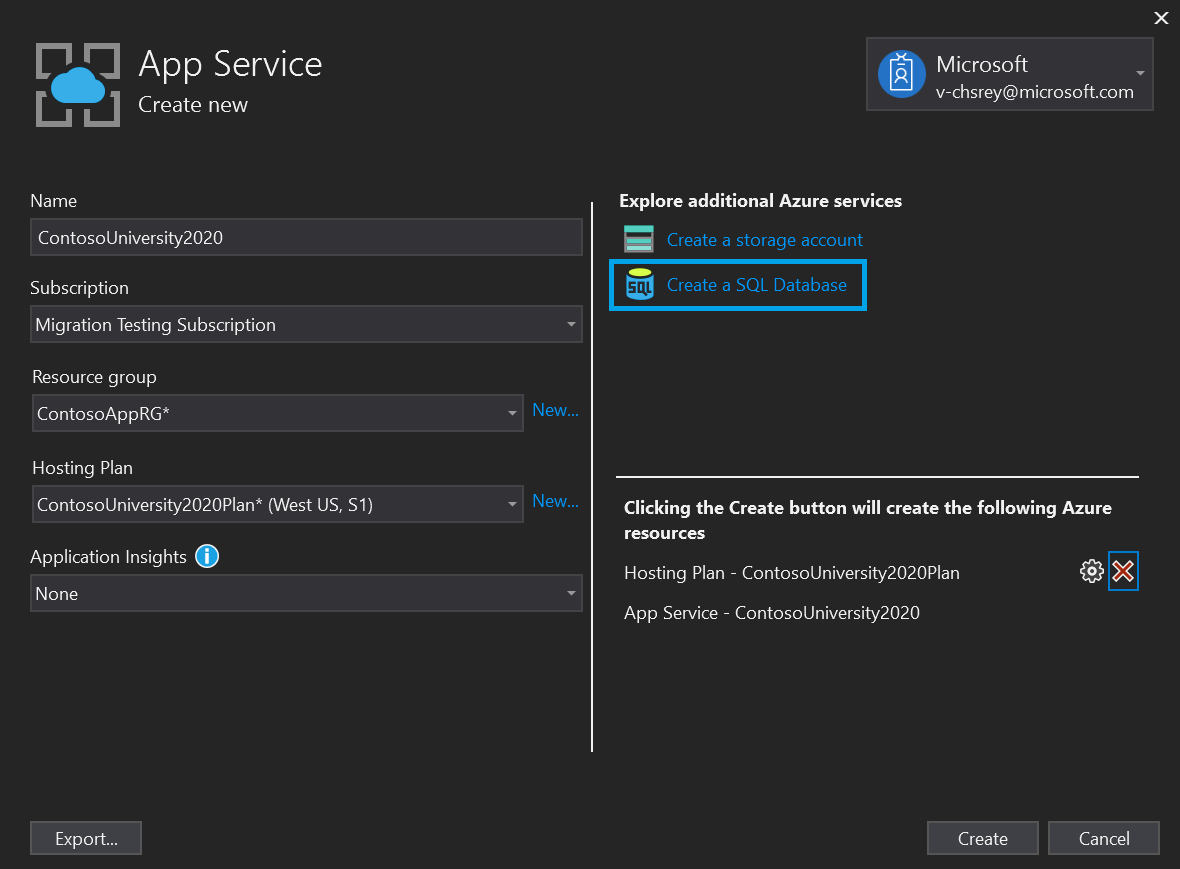 App Service
Create new
Microsoft
v-chsrey@microsoft.com
Name
ContosoUniversity2020
Subscription
Migration Testing Subscription
Resource group
ContosoAppRG*
New...
Hosting Plan
ContosoUniversity2020Plan* (West US, S1)
New...
Application Insights
None
Explore additional Azure services
Create a storage account
SQL
Create a SQL Database
Clicking the Create button will create the following Azure
resources
Hosting Plan - ContosoUniversity2020Plan
App Service - ContosoUniversity2020
Export...
Create
Cancel